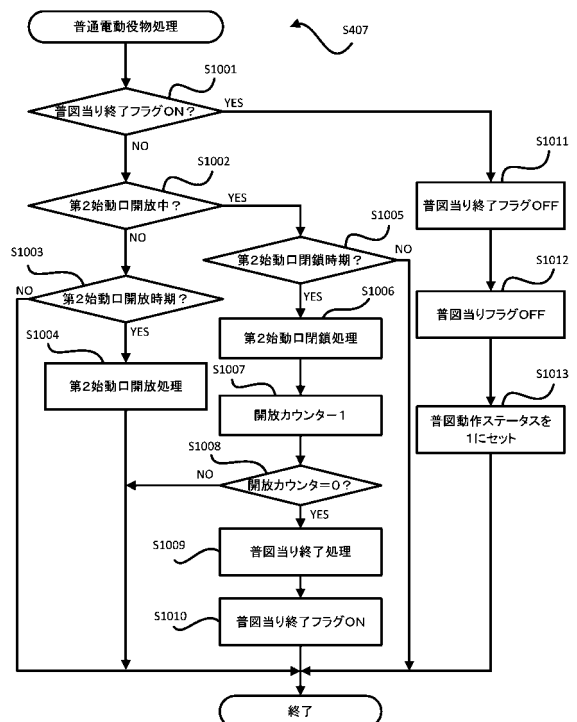 普通電動役物処理
S407
S1001
普図当り終了フラグON?
YES
NO
S1002
第2始動口開放中?
YES
NO
S1003
NO
第2始動口開放時期?
YES
S1004
第2始動口開放処理
S1005
第2始動口閉鎖時期?
NO
YES
S1006
第2始動口閉鎖処理
S1007
開放カウンター1
S1008
NO
開放カウンタ=0?
YES
S1009
普図当り終了処理
S1010
普図当り終了フラグON
S1011
普図当り終了フラグOFF
S1012
普図当りフラグOFF
S1013
普図動作ステータスを
1にセット
終了